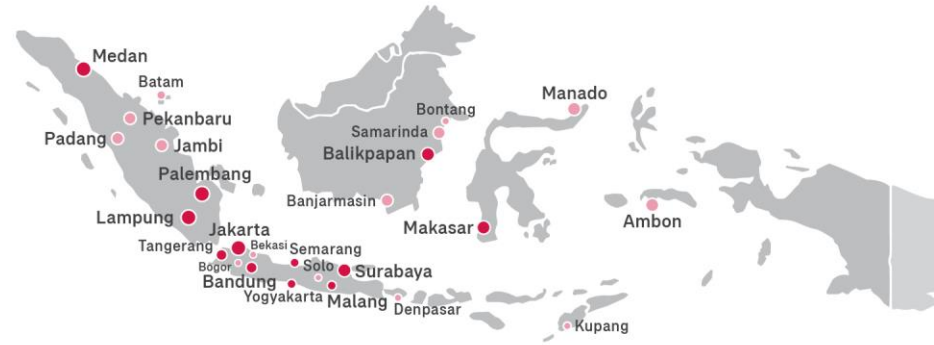 Medan
Batam
Pekanbaru
Padang
Jambi
Palembang
Lampung
Jakarta
Tangerang
Bekasi
Bogor
Bandung
Semarang
Solo
Surabaya
Yogyakarta
Malang
Denpasar
Bontang
Samarinda
Balikpapan
Banjarmasin
Makasar
Manado
Ambon
Kupang